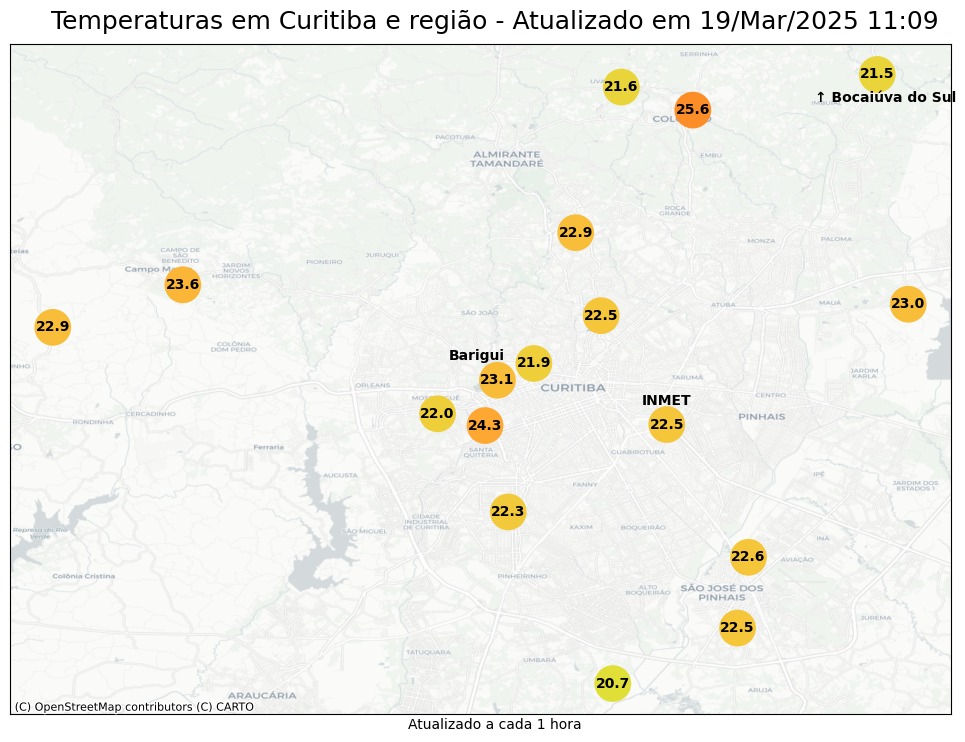 Temperaturas em Curitiba e região - Atualizado em 19/Mar/2025 11:09
SERRINHA
21.5
21.6
↑ Bocaiúva do Sul
25.6
PACOTUBA
EMBU
ALMIRANTE
TAMANDARÉ
ROÇA
GRANDE
22.9
MONZA
PALOMA
CAMPO DE
SÃO
BENEDITO
JURUQUI
PIONEIRO
JARDIM
NOVOS
HORIZONTES
23.6
23.0
MAUÁ
ATUBA
SÃO JOÃO
22.5
22.9
COLÔNIA
DOM PEDRO
Barigui
21.9
JARDIM
KARLA
TARUMÃ
23.1
ORLEANS
CURITIBA
CENTRO
INMET
22.0
CERCADINHO
PINHAIS
RONDINHA
24.3
22.5
Ferraria
SANTA
QUITÉRIA
GUABIROTUBA
AUGUSTA
IPÊ
FANNY
JARDIM DOS
ESTADOS I
22.3
CIDADE
INDUSTRIAL
DE CURITIBA
XAXIM
BOQUEIRÃO
SÃO MIGUEL
Represa do Rio
Verde
INÁ
22.6
AVIAÇÃO
Colônia Cristina
PINHEIRINHO
ALTO
BOQUEIRÃO
SÃO JOSÉ DOS
PINHAIS
JUREMA
22.5
TATUQUARA
UMBARÁ
20.7
ARUJÁ
ARAUCÁRIA
(C) OpenStreetMap contributors (C) CARTO
Atualizado a cada 1 hora